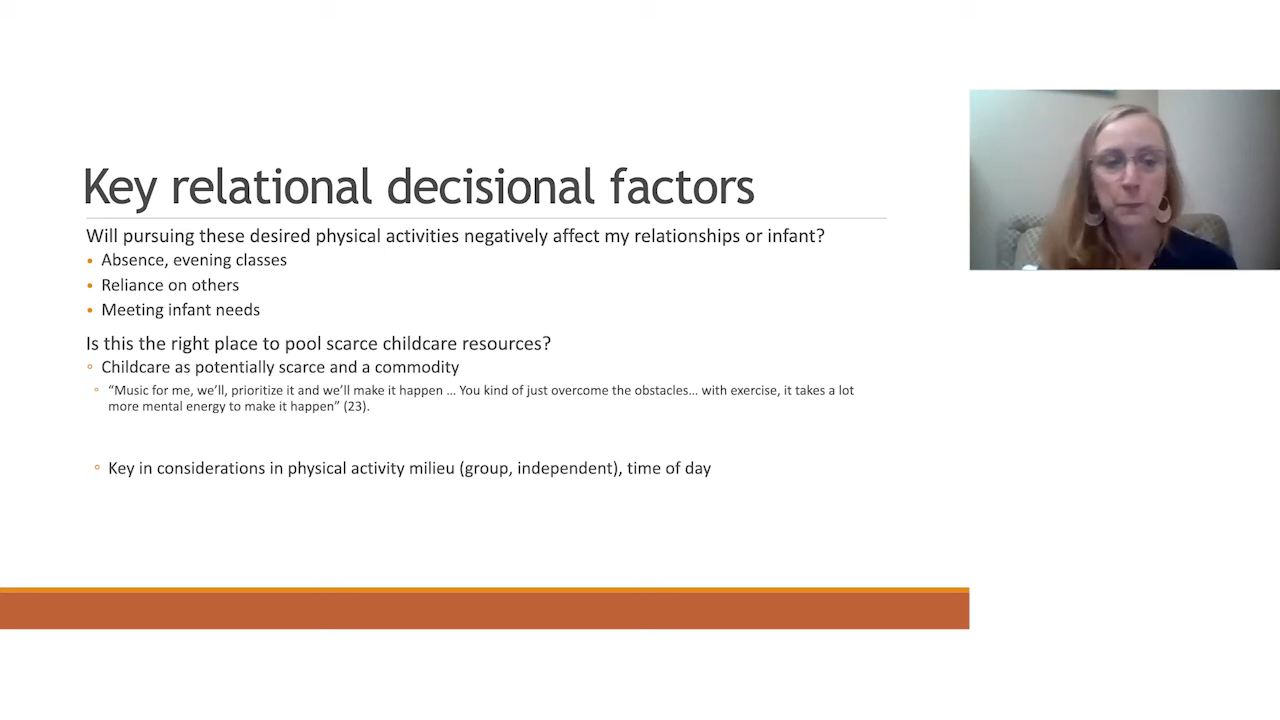 Key relational decisional factors
Will pursuing these desired physical activities negatively affect my relationships or infant?
• Absence, evening classes
• Reliance on others
• Meeting infant needs
Is this the right place to pool scarce childcare resources?
◦ Childcare as potentially scarce and a commodity
◦ “Music for me, we’ll, prioritize it and we’ll make it happen … You kind of just overcome the obstacles… with exercise, it takes a lot
more mental energy to make it happen” (23).
◦ Key in considerations in physical activity milieu (group, independent), time of day